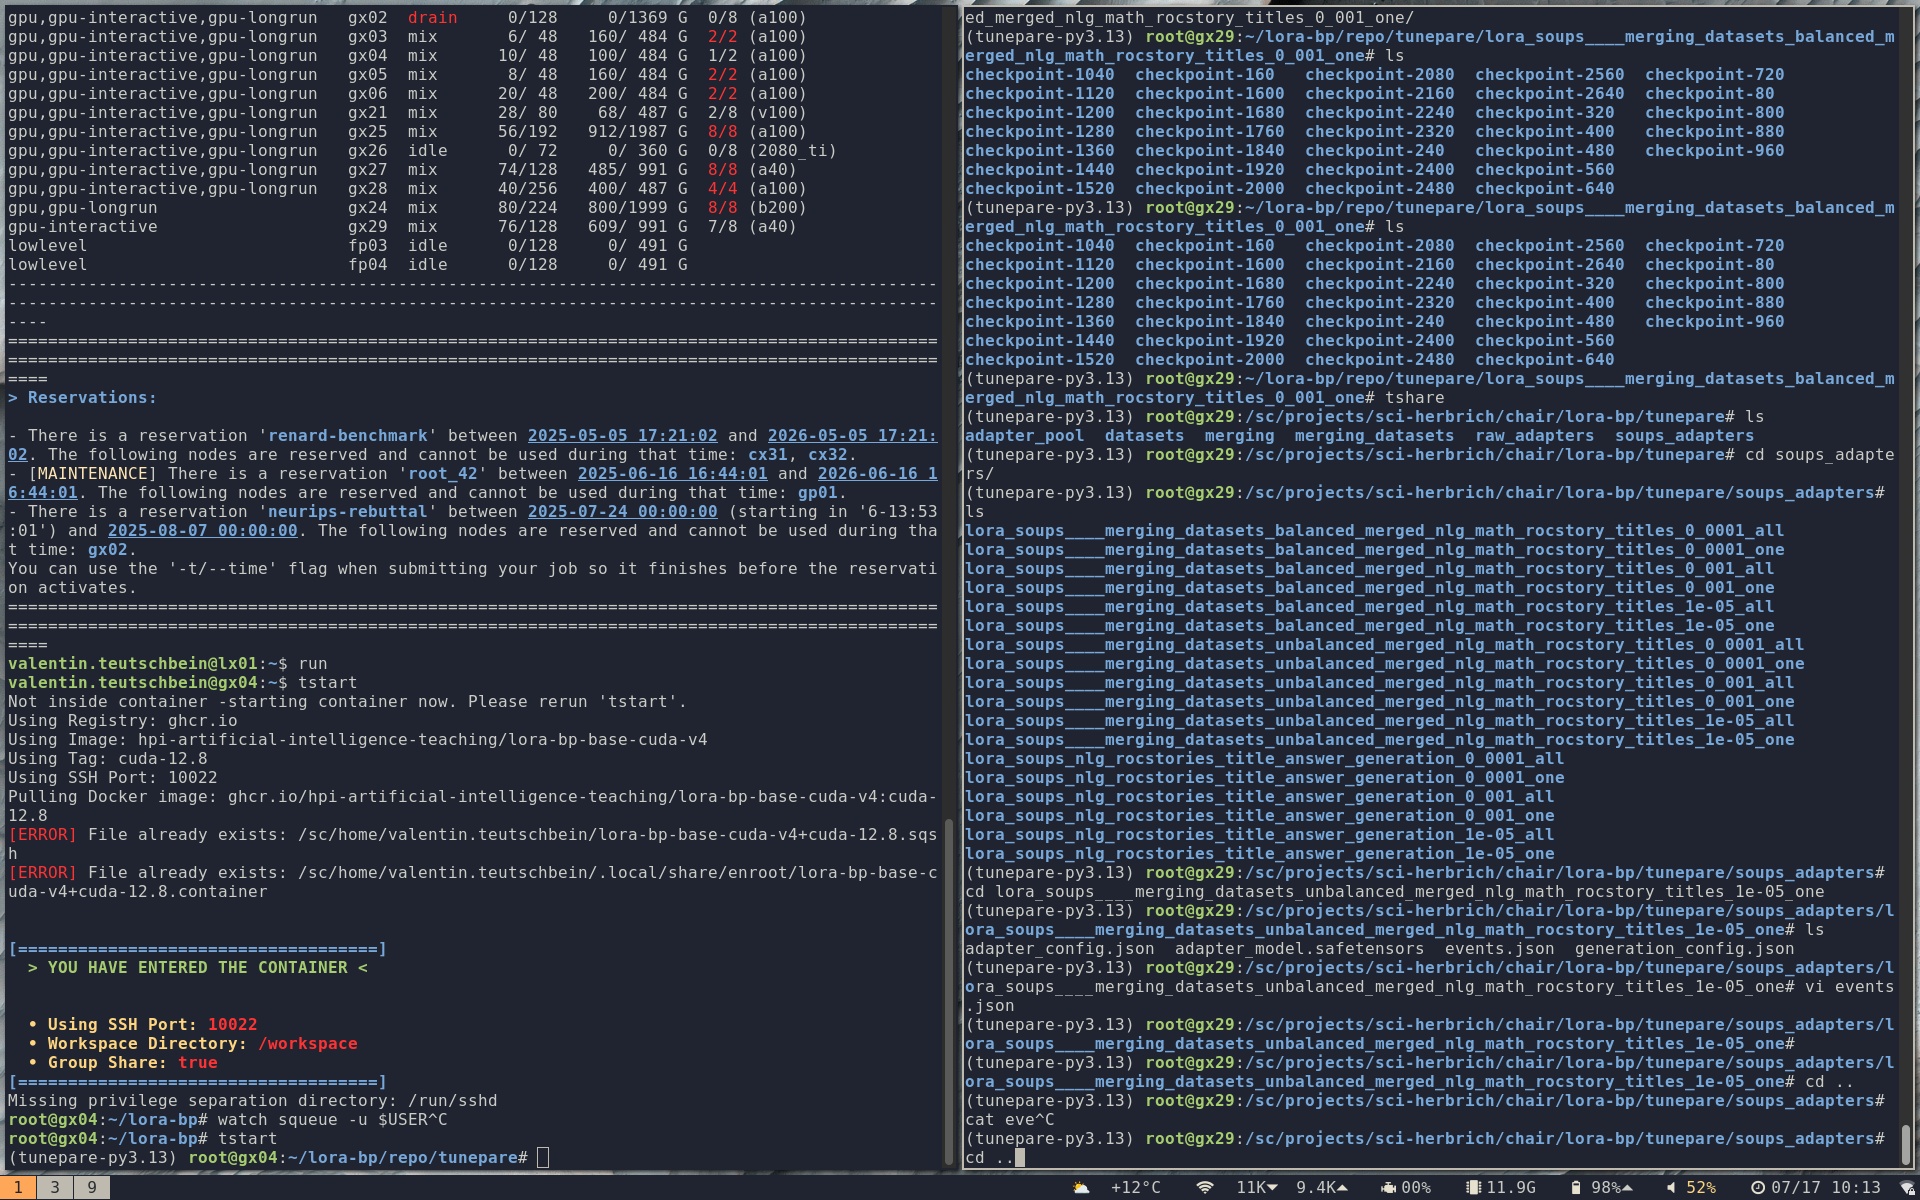 gpu,gpu-interactive,gpu-longrun   gx02  drain     0/128     0/1369 G  0/8 (a100)
gpu,gpu-interactive,gpu-longrun   gx03  mix       6/ 48   160/ 484 G  2/2 (a100)
gpu,gpu-interactive,gpu-longrun   gx04  mix      10/ 48   100/ 484 G  1/2 (a100)
gpu,gpu-interactive,gpu-longrun   gx05  mix       8/ 48   160/ 484 G  2/2 (a100)
gpu,gpu-interactive,gpu-longrun   gx06  mix      20/ 48   200/ 484 G  2/2 (a100)
gpu,gpu-interactive,gpu-longrun   gx21  mix      28/ 80    68/ 487 G  2/8 (v100)
gpu,gpu-interactive,gpu-longrun   gx25  mix      56/192   912/1987 G  8/8 (a100)
gpu,gpu-interactive,gpu-longrun   gx26  idle      0/ 72     0/ 360 G  0/8 (2080_ti)
gpu,gpu-interactive,gpu-longrun   gx27  mix      74/128   485/ 991 G  8/8 (a40)
gpu,gpu-interactive,gpu-longrun   gx28  mix      40/256   400/ 487 G  4/4 (a100)
gpu,gpu-longrun                   gx24  mix      80/224   800/1999 G  8/8 (b200)
gpu-interactive                   gx29  mix      76/128   609/ 991 G  7/8 (a40)
lowlevel                          fp03  idle      0/128     0/ 491 G
lowlevel                          fp04  idle      0/128     0/ 491 G
---------------------------------------------------------------------------------------------
---------------------------------------------------------------------------------------------
----
=============================================================================================
=============================================================================================
====
> Reservations:
- There is a reservation 'renard-benchmark' between 2025-05-05 17:21:02 and 2026-05-05 17:21:
02. The following nodes are reserved and cannot be used during that time: cx31, cx32.
- [MAINTENANCE] There is a reservation 'root_42' between 2025-06-16 16:44:01 and 2026-06-16 1
6:44:01. The following nodes are reserved and cannot be used during that time: gp01.
- There is a reservation 'neurips-rebuttal' between 2025-07-24 00:00:00 (starting in '6-13:53
:01') and 2025-08-07 00:00:00. The following nodes are reserved and cannot be used during tha
t time: gx02.
You can use the '-t/--time' flag when submitting your job so it finishes before the reservati
on activates.
=============================================================================================
=============================================================================================
====
valentin.teutschbein@lx01:~$ run
valentin.teutschbein@gx04:~$ tstart
Not inside container -starting container now. Please rerun 'tstart'.
Using Registry: ghcr.io
Using Image: hpi-artificial-intelligence-teaching/lora-bp-base-cuda-v4
Using Tag: cuda-12.8
Using SSH Port: 10022
Pulling Docker image: ghcr.io/hpi-artificial-intelligence-teaching/lora-bp-base-cuda-v4:cuda-
12.8
[ERROR] File already exists: /sc/home/valentin.teutschbein/lora-bp-base-cuda-v4+cuda-12.8.sqs
h
[ERROR] File already exists: /sc/home/valentin.teutschbein/.local/share/enroot/lora-bp-base-c
uda-v4+cuda-12.8.container
[====================================]
> YOU HAVE ENTERED THE CONTAINER <
• Using SSH Port: 10022
• Workspace Directory: /workspace
• Group Share: true
[====================================]
Missing privilege separation directory: /run/sshd
root@gx04:~/lora-bp# watch squeue -u $USER^C
root@gx04:~/lora-bp# tstart
(tunepare-py3.13) root@gx04:~/lora-bp/repo/tunepare#
ed_merged_nlg_math_rocstory_titles_0_001_one/
(tunepare-py3.13) root@gx29:~/lora-bp/repo/tunepare/lora_soups____merging_datasets_balanced_m
erged_nlg_math_rocstory_titles_0_001_one# ls
checkpoint-1040  checkpoint-160   checkpoint-2080  checkpoint-2560  checkpoint-720
checkpoint-1120  checkpoint-1600  checkpoint-2160  checkpoint-2640  checkpoint-80
checkpoint-1200  checkpoint-1680  checkpoint-2240  checkpoint-320   checkpoint-800
checkpoint-1280  checkpoint-1760  checkpoint-2320  checkpoint-400   checkpoint-880
checkpoint-1360  checkpoint-1840  checkpoint-240   checkpoint-480   checkpoint-960
checkpoint-1440  checkpoint-1920  checkpoint-2400  checkpoint-560
checkpoint-1520  checkpoint-2000  checkpoint-2480  checkpoint-640
(tunepare-py3.13) root@gx29:~/lora-bp/repo/tunepare/lora_soups____merging_datasets_balanced_m
erged_nlg_math_rocstory_titles_0_001_one# ls
checkpoint-1040  checkpoint-160   checkpoint-2080  checkpoint-2560  checkpoint-720
checkpoint-1120  checkpoint-1600  checkpoint-2160  checkpoint-2640  checkpoint-80
checkpoint-1200  checkpoint-1680  checkpoint-2240  checkpoint-320   checkpoint-800
checkpoint-1280  checkpoint-1760  checkpoint-2320  checkpoint-400   checkpoint-880
checkpoint-1360  checkpoint-1840  checkpoint-240   checkpoint-480   checkpoint-960
checkpoint-1440  checkpoint-1920  checkpoint-2400  checkpoint-560
checkpoint-1520  checkpoint-2000  checkpoint-2480  checkpoint-640
(tunepare-py3.13) root@gx29:~/lora-bp/repo/tunepare/lora_soups____merging_datasets_balanced_m
erged_nlg_math_rocstory_titles_0_001_one# tshare
(tunepare-py3.13) root@gx29:/sc/projects/sci-herbrich/chair/lora-bp/tunepare# ls
adapter_pool  datasets  merging  merging_datasets  raw_adapters  soups_adapters
(tunepare-py3.13) root@gx29:/sc/projects/sci-herbrich/chair/lora-bp/tunepare# cd soups_adapte
rs/
(tunepare-py3.13) root@gx29:/sc/projects/sci-herbrich/chair/lora-bp/tunepare/soups_adapters#
ls
lora_soups____merging_datasets_balanced_merged_nlg_math_rocstory_titles_0_0001_all
lora_soups____merging_datasets_balanced_merged_nlg_math_rocstory_titles_0_0001_one
lora_soups____merging_datasets_balanced_merged_nlg_math_rocstory_titles_0_001_all
lora_soups____merging_datasets_balanced_merged_nlg_math_rocstory_titles_0_001_one
lora_soups____merging_datasets_balanced_merged_nlg_math_rocstory_titles_1e-05_all
lora_soups____merging_datasets_balanced_merged_nlg_math_rocstory_titles_1e-05_one
lora_soups____merging_datasets_unbalanced_merged_nlg_math_rocstory_titles_0_0001_all
lora_soups____merging_datasets_unbalanced_merged_nlg_math_rocstory_titles_0_0001_one
lora_soups____merging_datasets_unbalanced_merged_nlg_math_rocstory_titles_0_001_all
lora_soups____merging_datasets_unbalanced_merged_nlg_math_rocstory_titles_0_001_one
lora_soups____merging_datasets_unbalanced_merged_nlg_math_rocstory_titles_1e-05_all
lora_soups____merging_datasets_unbalanced_merged_nlg_math_rocstory_titles_1e-05_one
lora_soups_nlg_rocstories_title_answer_generation_0_0001_all
lora_soups_nlg_rocstories_title_answer_generation_0_0001_one
lora_soups_nlg_rocstories_title_answer_generation_0_001_all
lora_soups_nlg_rocstories_title_answer_generation_0_001_one
lora_soups_nlg_rocstories_title_answer_generation_1e-05_all
lora_soups_nlg_rocstories_title_answer_generation_1e-05_one
(tunepare-py3.13) root@gx29:/sc/projects/sci-herbrich/chair/lora-bp/tunepare/soups_adapters#
cd lora_soups____merging_datasets_unbalanced_merged_nlg_math_rocstory_titles_1e-05_one
(tunepare-py3.13) root@gx29:/sc/projects/sci-herbrich/chair/lora-bp/tunepare/soups_adapters/l
ora_soups____merging_datasets_unbalanced_merged_nlg_math_rocstory_titles_1e-05_one# ls
adapter_config.json  adapter_model.safetensors  events.json  generation_config.json
(tunepare-py3.13) root@gx29:/sc/projects/sci-herbrich/chair/lora-bp/tunepare/soups_adapters/l
ora_soups____merging_datasets_unbalanced_merged_nlg_math_rocstory_titles_1e-05_one# vi events
.json
(tunepare-py3.13) root@gx29:/sc/projects/sci-herbrich/chair/lora-bp/tunepare/soups_adapters/l
ora_soups____merging_datasets_unbalanced_merged_nlg_math_rocstory_titles_1e-05_one#
(tunepare-py3.13) root@gx29:/sc/projects/sci-herbrich/chair/lora-bp/tunepare/soups_adapters/l
ora_soups____merging_datasets_unbalanced_merged_nlg_math_rocstory_titles_1e-05_one# cd ..
(tunepare-py3.13) root@gx29:/sc/projects/sci-herbrich/chair/lora-bp/tunepare/soups_adapters#
cat eve^C
(tunepare-py3.13) root@gx29:/sc/projects/sci-herbrich/chair/lora-bp/tunepare/soups_adapters#
cd ..
1 3 9 +12°C 11K 9.4K 00% 11.9G 98% 52% 07/17 10:13